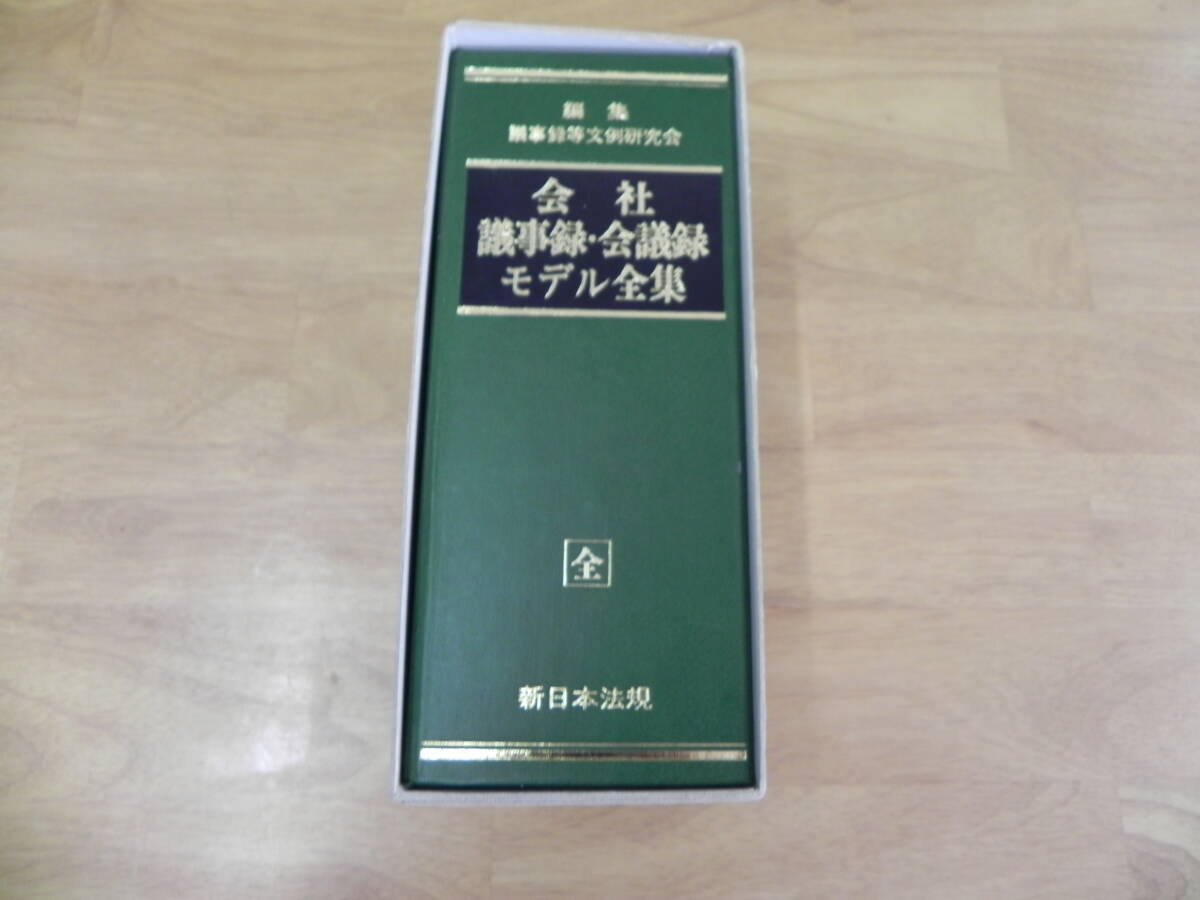 編集
議事録等文例研究会
会社
議事録・会議録
モデル全集
全
新日本法規